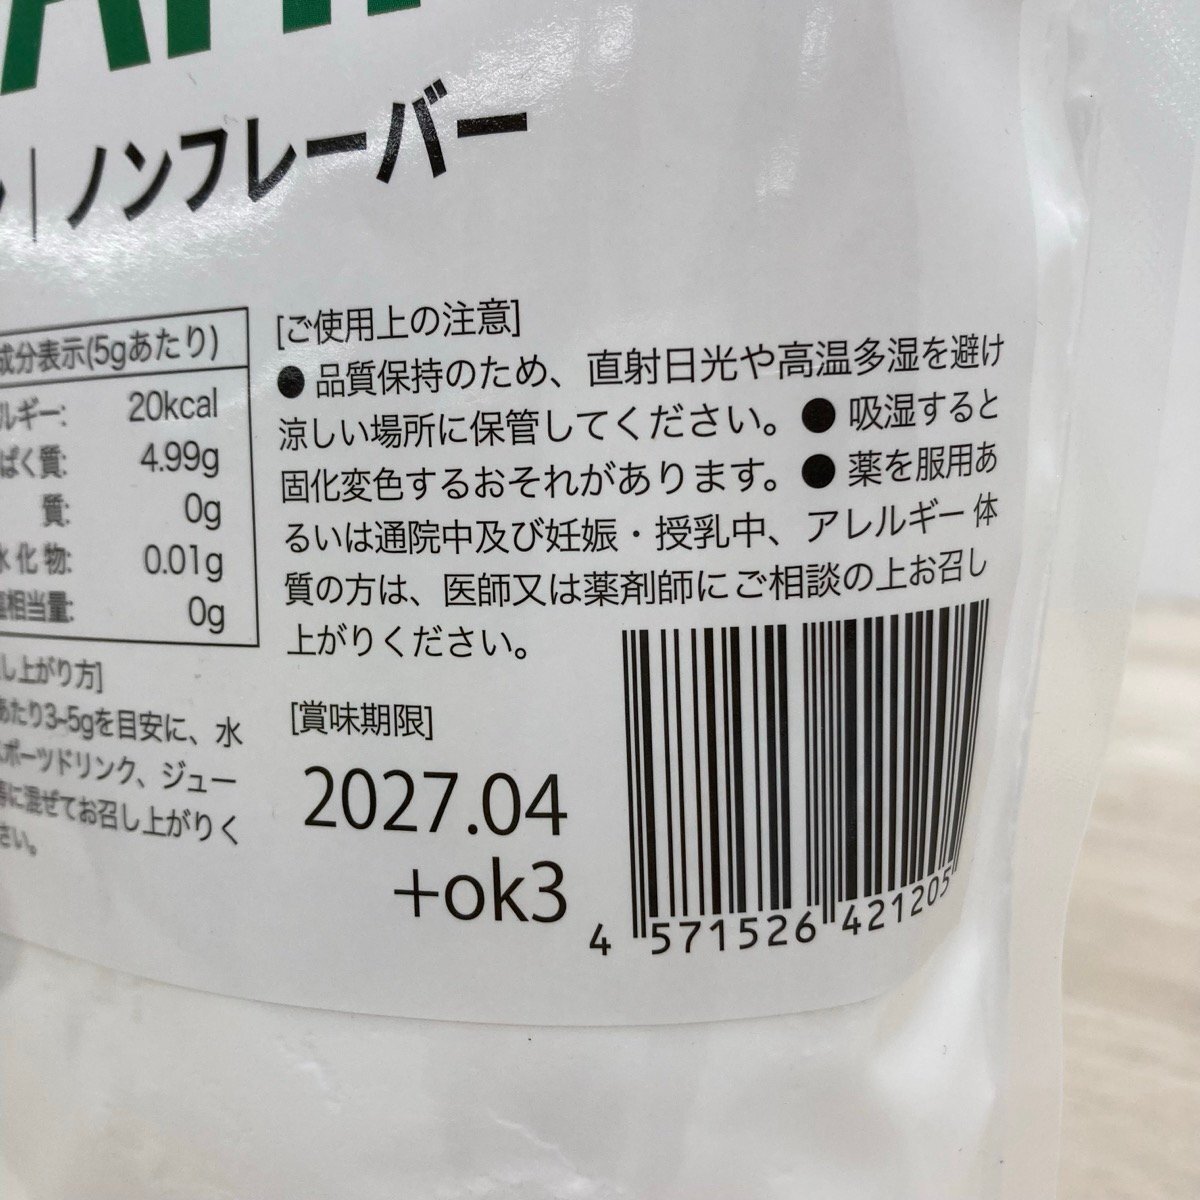 ノンフレーバー
成分表示(5gあたり)
ルギー: 20kcal
ぱく質: 4.99g
質: 0g
水化物: 0.01g
相当量: 0g
し上がり方]
あたり3~5gを目安に、水
スポーツドリンク、ジュー
等に混ぜてお召し上がりく
さい。
[ご使用上の注意]
● 品質保持のため、直射日光や高温多湿を避け
涼しい場所に保管してください。● 吸湿すると
固化変色するおそれがあります。● 薬を服用あ
るいは通院中及び妊娠・授乳中、アレルギー体
質の方は、医師又は薬剤師にご相談の上お召し
上がりください。
[賞味期限]
2027.04
+ok3
4 571526 421205